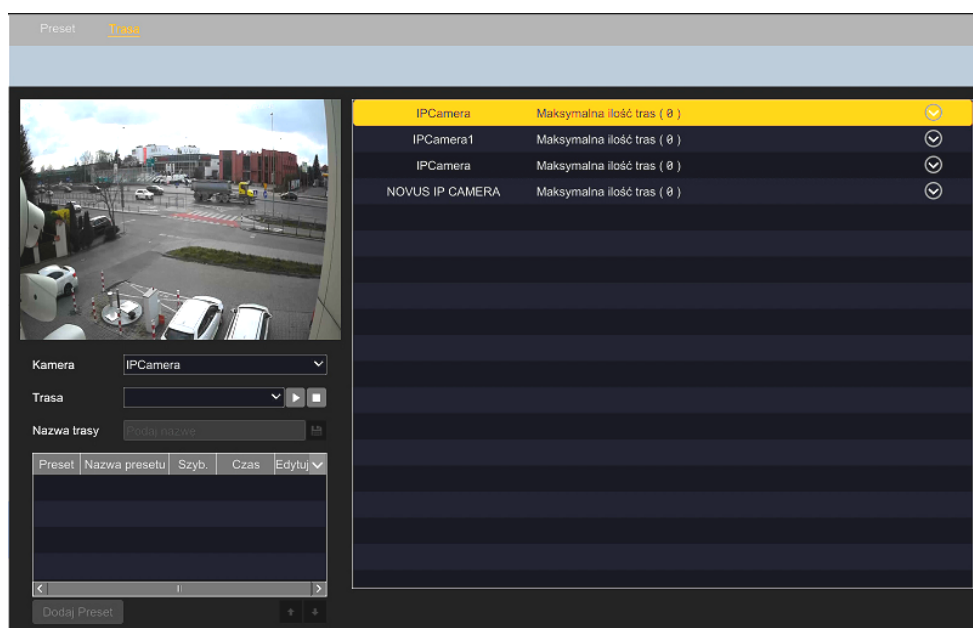 Preset Trasa
IPCamera Maksymalna ilość tras ( 0 )
IPCamera1 Maksymalna ilość tras ( 0 )
IPCamera Maksymalna ilość tras ( 0 )
NOVUS IP CAMERA Maksymalna ilość tras ( 0 )
Kamera IPCamera
Trasa
Nazwa trasy Podaj nazwe
Preset Nazwa presetu Szyb. Czas Edytuj
Dodaj Preset